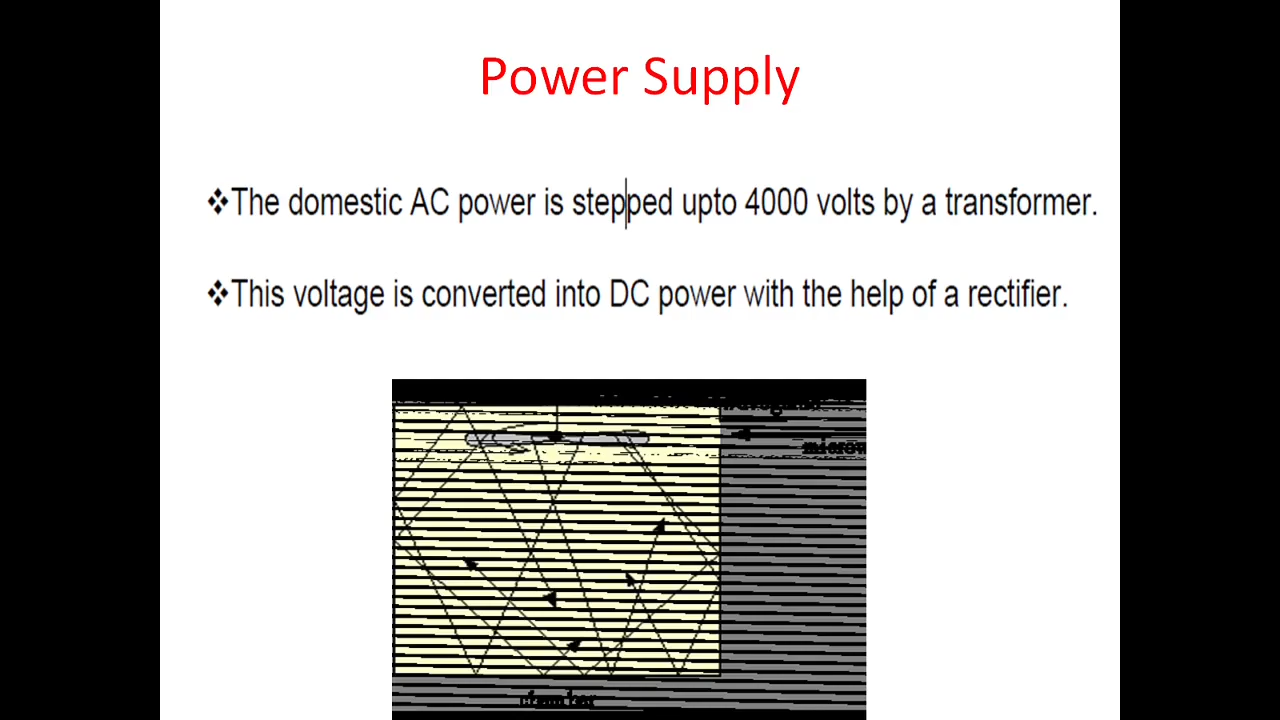 Power Supply
❖The domestic AC power is stepped upto 4000 volts by a transformer.
❖This voltage is converted into DC power with the help of a rectifier.